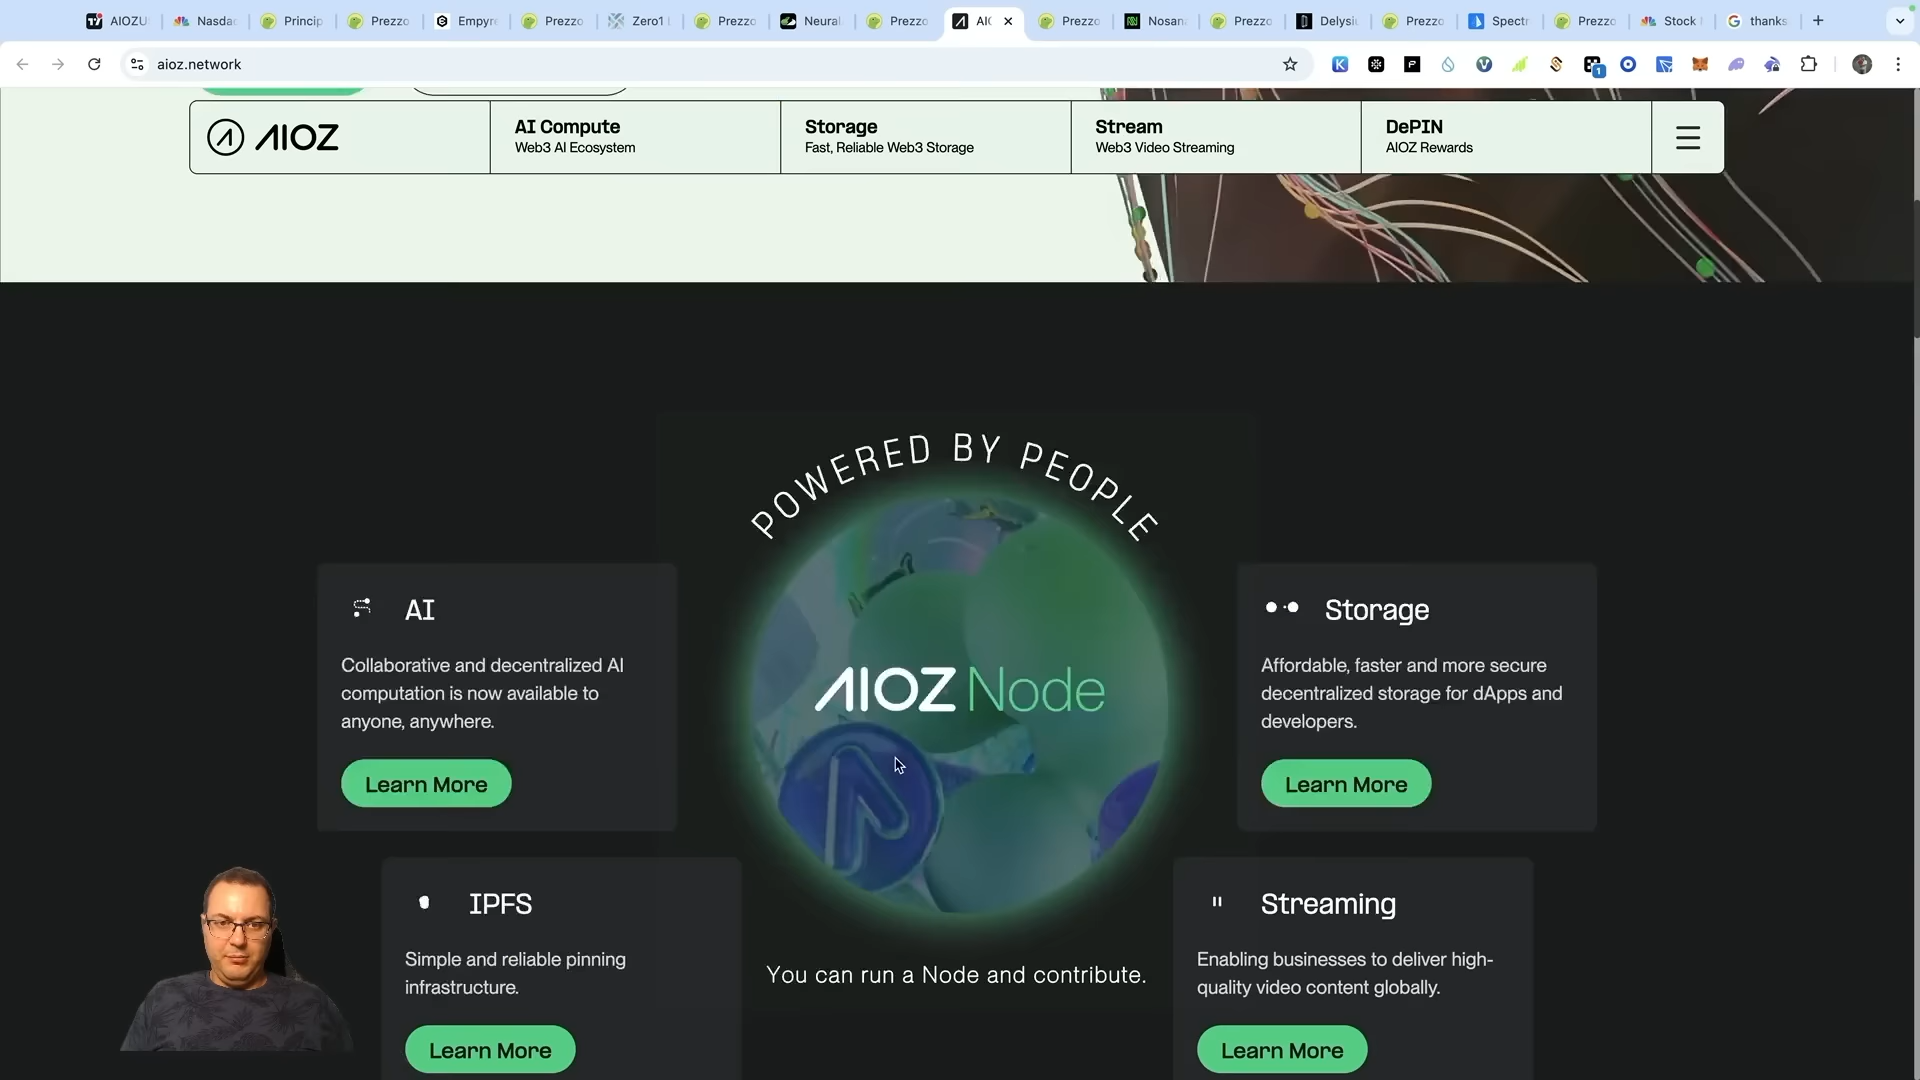 AIOZU
Nasdaq
Princip
Prezzo
Empyre
Prezzo
Zero1
Prezzo
Neural
Prezzo
AIO
Prezzo
Nosan
Prezzo
Delysiu
Prezzo
Spectr
Prezzo
Stock
thanks
aioz.network
1
AIOZ
AI Compute
Web3 AI Ecosystem
Storage
Fast, Reliable Web3 Storage
Stream
Web3 Video Streaming
DePIN
AIOZ Rewards
POWERED BY PEOPLE
AI
Collaborative and decentralized AI
computation is now available to
anyone, anywhere.
Learn More
AIOZ Node
Storage
Affordable, faster and more secure
decentralized storage for dApps and
developers.
Learn More
IPFS
Simple and reliable pinning
infrastructure.
Learn More
You can run a Node and contribute.
Streaming
Enabling businesses to deliver high-
quality video content globally.
Learn More